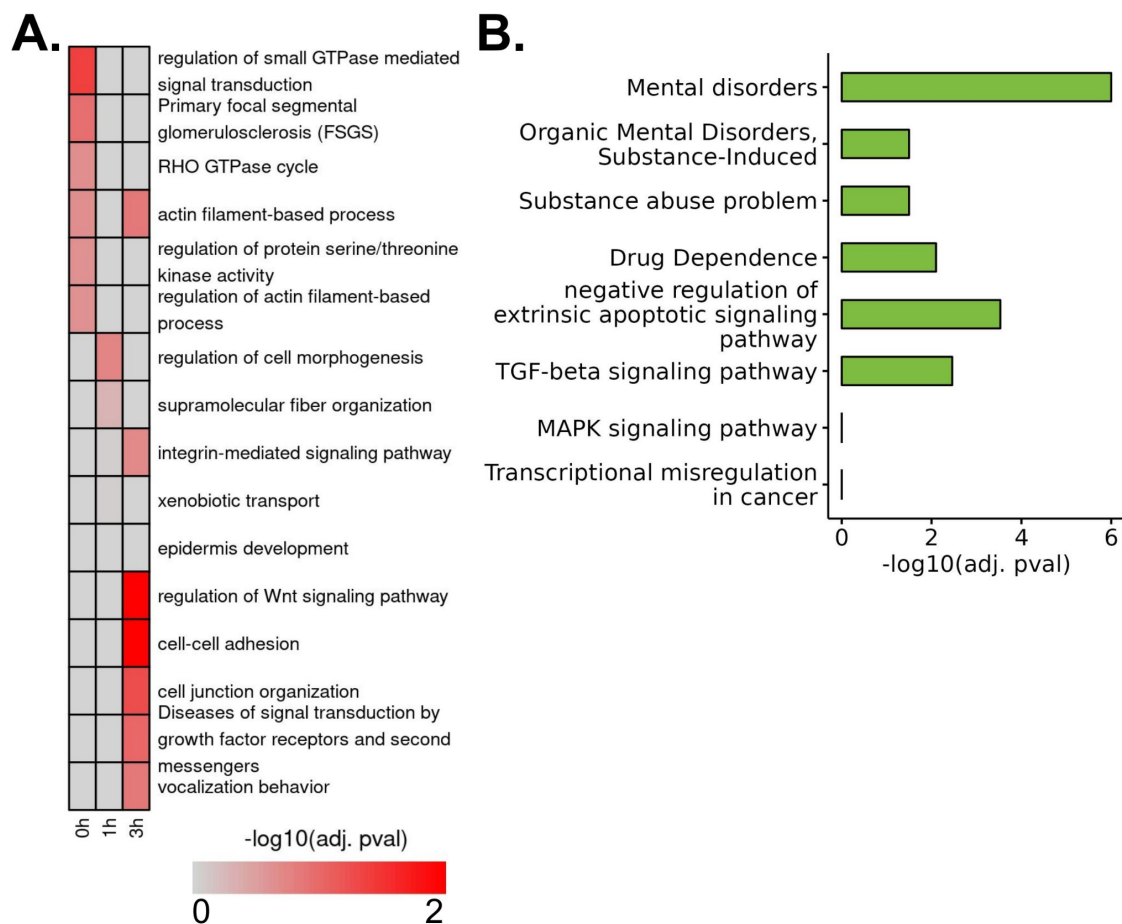 A.
regulation of small GTPase mediated
signal transduction
Primary focal segmental
glomerulosclerosis (FSGS)
RHO GTPase cycle
actin filament-based process
regulation of protein serine/threonine
kinase activity
regulation of actin filament-based
process
regulation of cell morphogenesis
supramolecular fiber organization
integrin-mediated signaling pathway
xenobiotic transport
epidermis development
regulation of Wnt signaling pathway
cell-cell adhesion
cell junction organization
Diseases of signal transduction by
growth factor receptors and second
messengers
vocalization behavior
0h 1h 3h
-log10(adj. pval)
0 2
B.
Mental disorders
Organic Mental Disorders,
Substance-Induced
Substance abuse problem
Drug Dependence
negative regulation of
extrinsic apoptotic signaling
pathway
TGF-beta signaling pathway
MAPK signaling pathway
Transcriptional misregulation
in cancer
0 2 4 6
-log10(adj. pval)